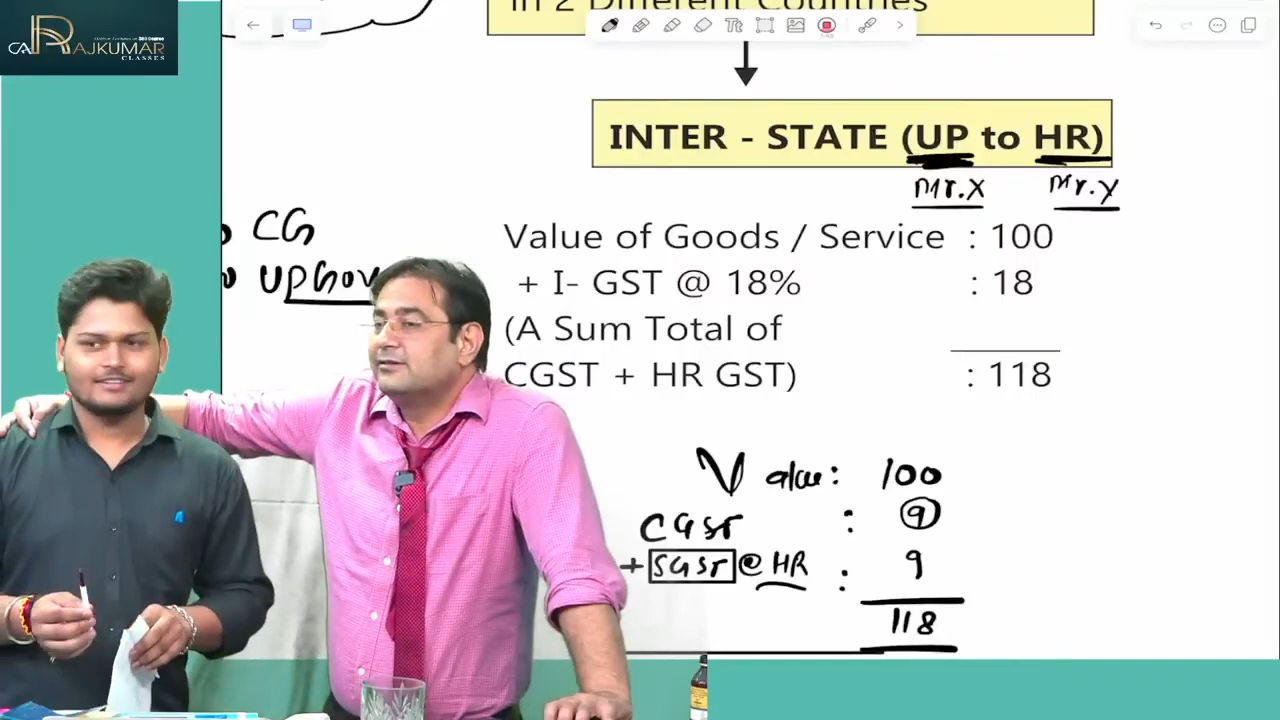 CA RAJKUMAR
CLASSES
In 2 Different Countries
INTER - STATE (UP to HR)
Mr.X Mr.Y
CG
UPGov
Value of Goods / Service : 100
+ I- GST @ 18% : 18
(A Sum Total of
CGST + HR GST) : 118
Value: 100
CGST : 9
+ SGST @ HR : 9
118